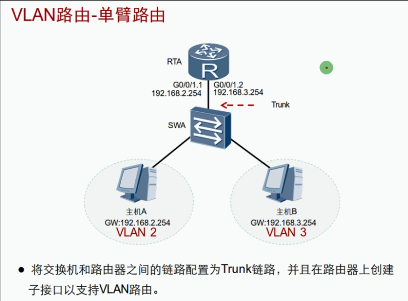 VLAN路由-单臂路由
RTA
R
G0/0/1.1 G0/0/1.2
192.168.2.254 192.168.3.254
Trunk
SWA
主机A 主机B
GW:192.168.2.254 GW:192.168.3.254
VLAN 2 VLAN 3
● 将交换机和路由器之间的链路配置为Trunk链路，并且在路由器上创建
子接口以支持VLAN路由。